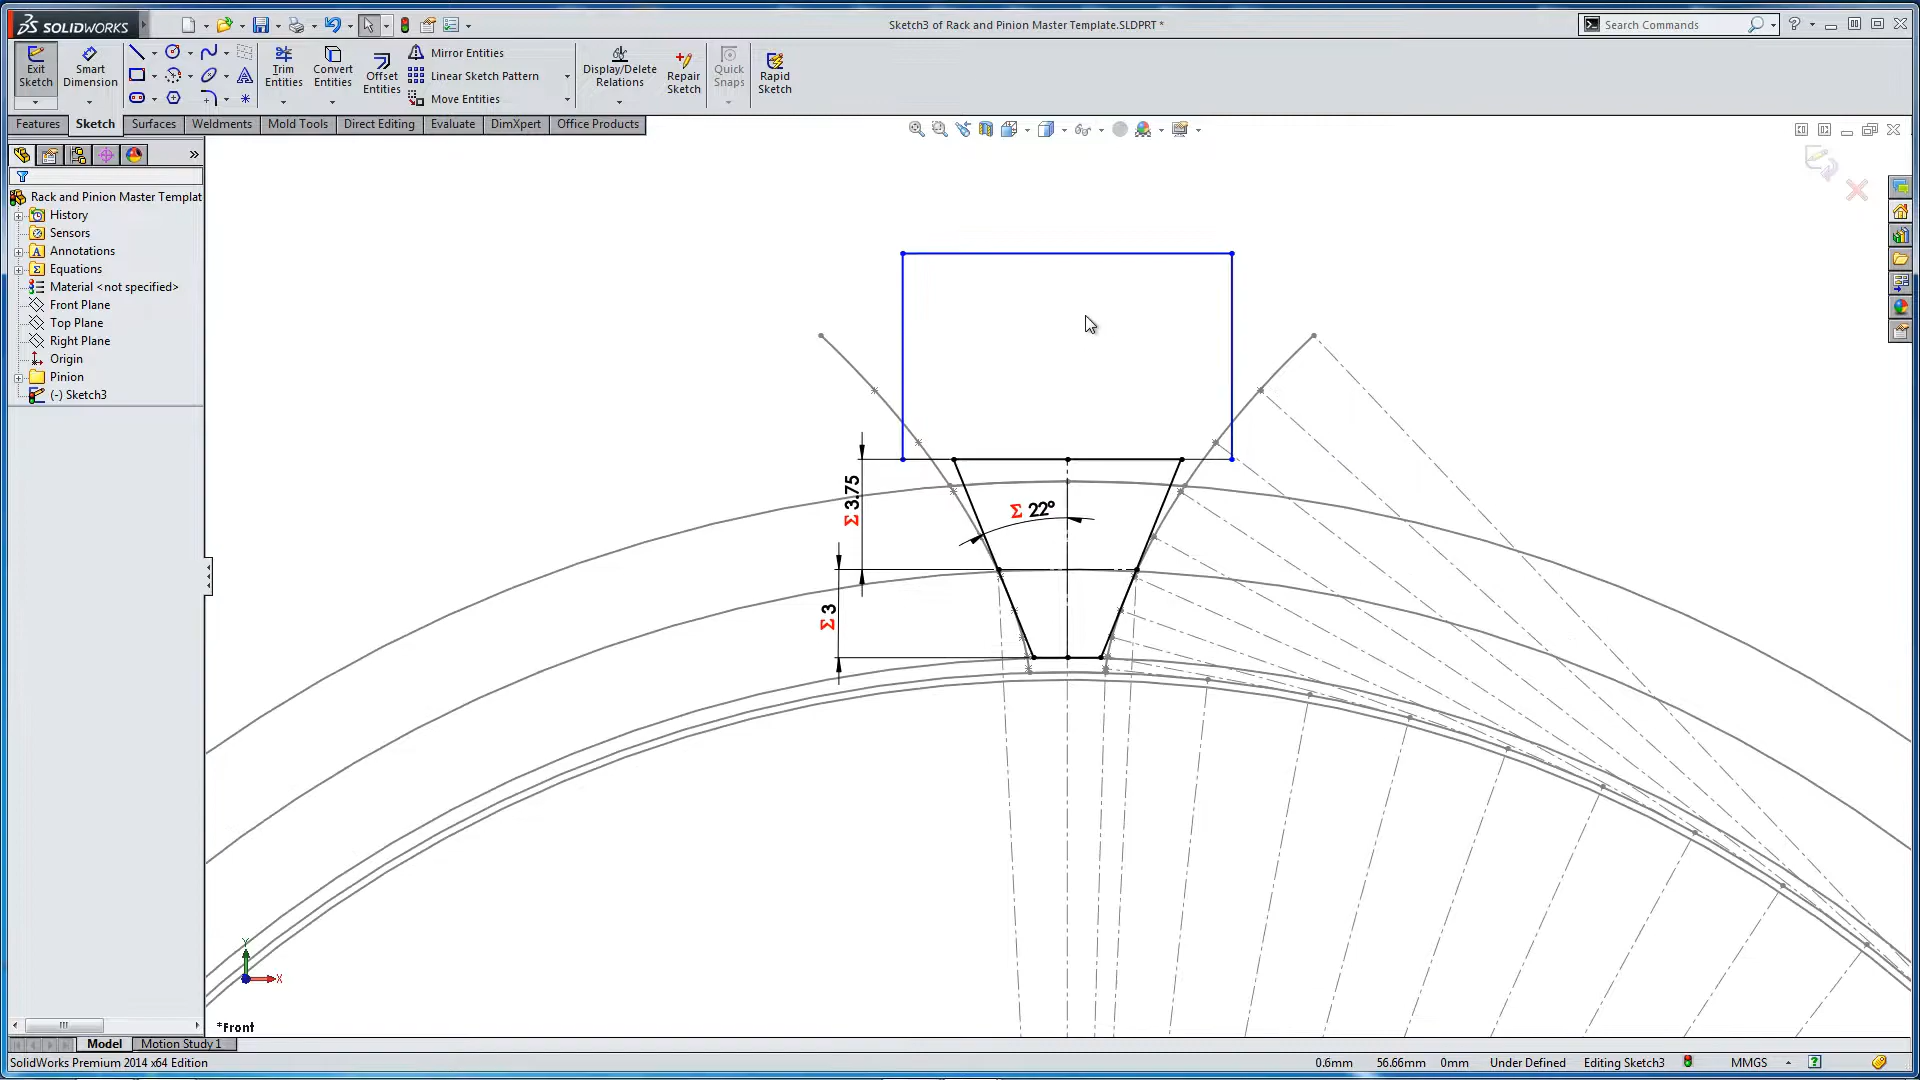 SOLIDWORKS
Sketch3 of Rack and Pinion Master Template.SLDPRT *
Search Commands
Exit Sketch
Smart Dimension
Trim Entities
Convert Entities
Offset Entities
Mirror Entities
Linear Sketch Pattern
Move Entities
Display/Delete Relations
Repair Sketch
Quick Snaps
Rapid Sketch
Features
Sketch
Surfaces
Weldments
Mold Tools
Direct Editing
Evaluate
DimXpert
Office Products
Rack and Pinion Master Templat
History
Sensors
Annotations
Equations
Material <not specified>
Front Plane
Top Plane
Right Plane
Origin
Pinion
(-) Sketch3
Σ 3.75
Σ 22°
Σ 3
Y
X
*Front
Model
Motion Study 1
SolidWorks Premium 2014 x64 Edition
0.6mm
56.66mm
0mm
Under Defined
Editing Sketch3
MMGS